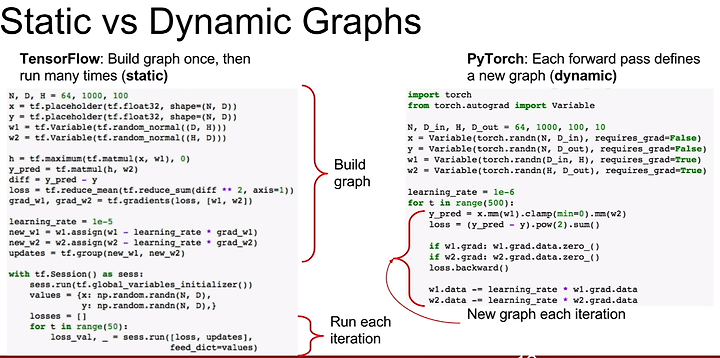 Static vs Dynamic Graphs
TensorFlow: Build graph once, then
run many times (static)
N, D, H = 64, 1000, 100
x = tf.placeholder(tf.float32, shape=(N, D))
y = tf.placeholder(tf.float32, shape=(N, D))
w1 = tf.Variable(tf.random_normal((D, H)))
w2 = tf.Variable(tf.random_normal((H, D)))
h = tf.maximum(tf.matmul(x, w1), 0)
y_pred = tf.matmul(h, w2)
diff = y_pred - y
loss = tf.reduce_mean(tf.reduce_sum(diff ** 2, axis=1))
grad_w1, grad_w2 = tf.gradients(loss, [w1, w2])
learning_rate = 1e-5
new_w1 = w1.assign(w1 - learning_rate * grad_w1)
new_w2 = w2.assign(w2 - learning_rate * grad_w2)
updates = tf.group(new_w1, new_w2)
with tf.Session() as sess:
sess.run(tf.global_variables_initializer())
values = {x: np.random.randn(N, D),
y: np.random.randn(N, D),}
losses = []
for t in range(50):
loss_val, _ = sess.run([loss, updates],
feed_dict=values)
Build
graph
Run each
iteration
PyTorch: Each forward pass defines
a new graph (dynamic)
import torch
from torch.autograd import Variable
N, D_in, H, D_out = 64, 1000, 100, 10
x = Variable(torch.randn(N, D_in), requires_grad=False)
y = Variable(torch.randn(N, D_out), requires_grad=False)
w1 = Variable(torch.randn(D_in, H), requires_grad=True)
w2 = Variable(torch.randn(H, D_out), requires_grad=True)
learning_rate = 1e-6
for t in range(500):
y_pred = x.mm(w1).clamp(min=0).mm(w2)
loss = (y_pred - y).pow(2).sum()
if w1.grad: w1.grad.data.zero_()
if w2.grad: w2.grad.data.zero_()
loss.backward()
w1.data -= learning_rate * w1.grad.data
w2.data -= learning_rate * w2.grad.data
New graph each iteration